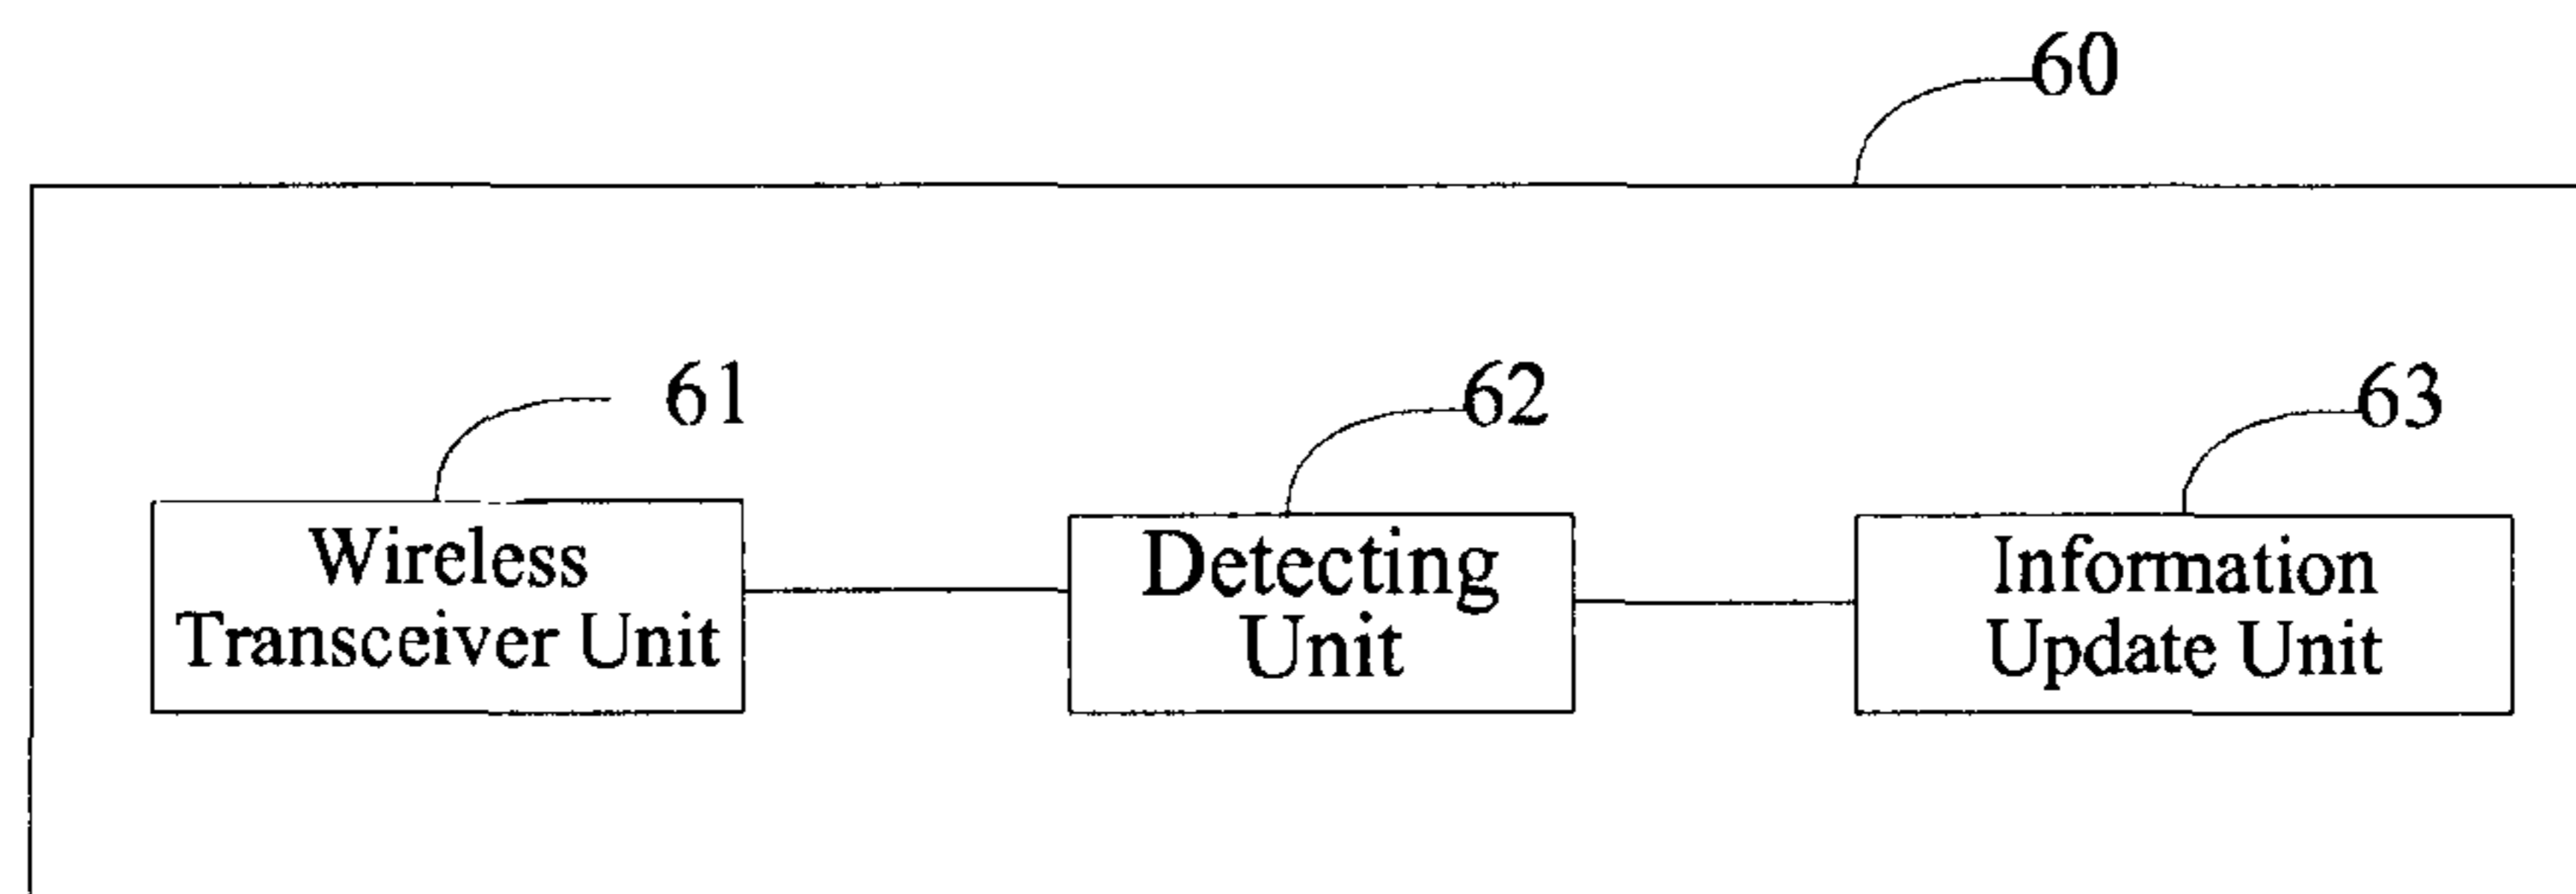 60
61
62
63
Wireless
Transceiver Unit
Detecting
Unit
Information
Update Unit